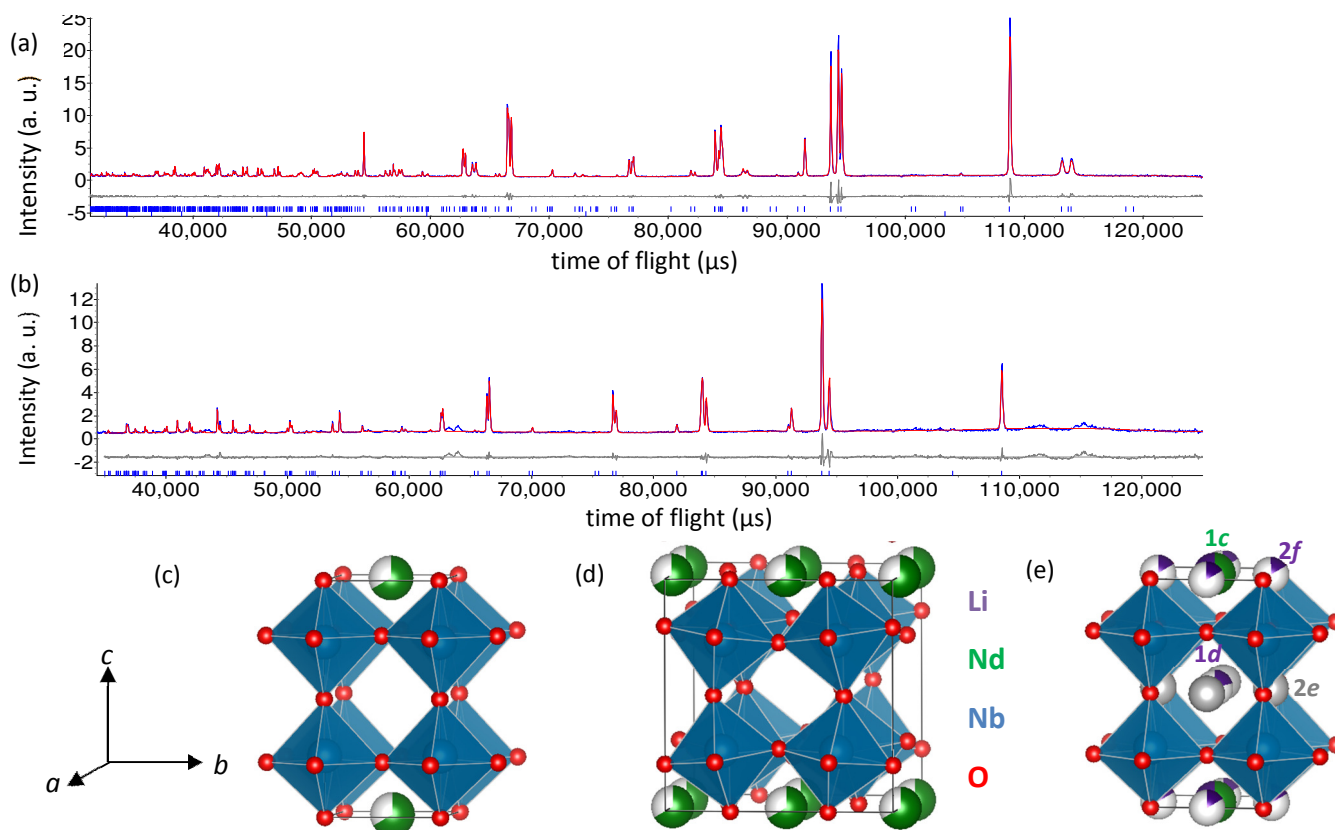 (a)
Intensity (a. u.)
25
20
15
10
5
0
-5
40,000 50,000 60,000 70,000 80,000 90,000 100,000 110,000 120,000
time of flight (µs)
(b)
Intensity (a. u.)
12
10
8
6
4
2
0
-2
40,000 50,000 60,000 70,000 80,000 90,000 100,000 110,000 120,000
time of flight (µs)
(c) (d) (e)
1c
2f
Li
Nd
Nb
O
1d
2e
c
b
a